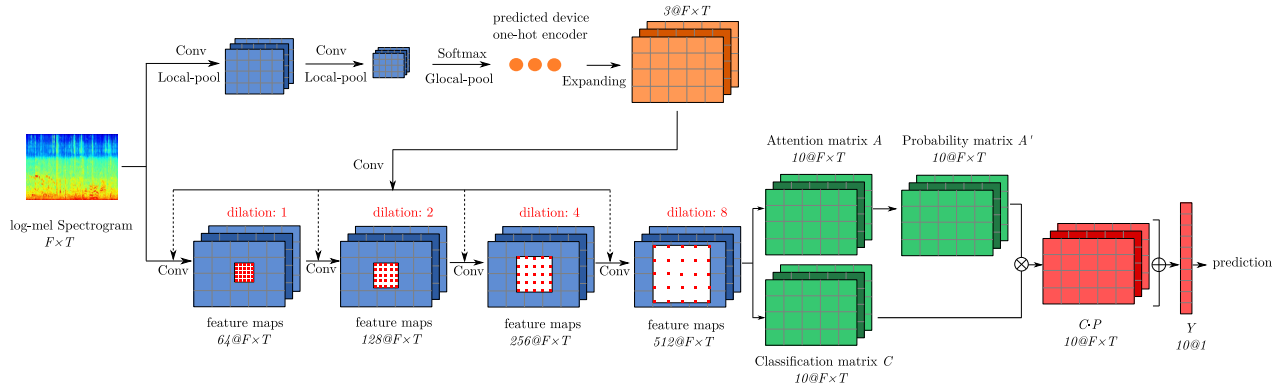 3@F×T
predicted device
one-hot encoder
Conv
Local-pool
Conv
Local-pool
Softmax
Glocal-pool
Expanding
log-mel Spectrogram
F×T
Conv
Attention matrix A
10@F×T
Probability matrix A'
10@F×T
dilation: 1
dilation: 2
dilation: 4
dilation: 8
Conv
Conv
Conv
Conv
feature maps
64@F×T
feature maps
128@F×T
feature maps
256@F×T
feature maps
512@F×T
Classification matrix C
10@F×T
C·P
10@F×T
Y
10@1
prediction